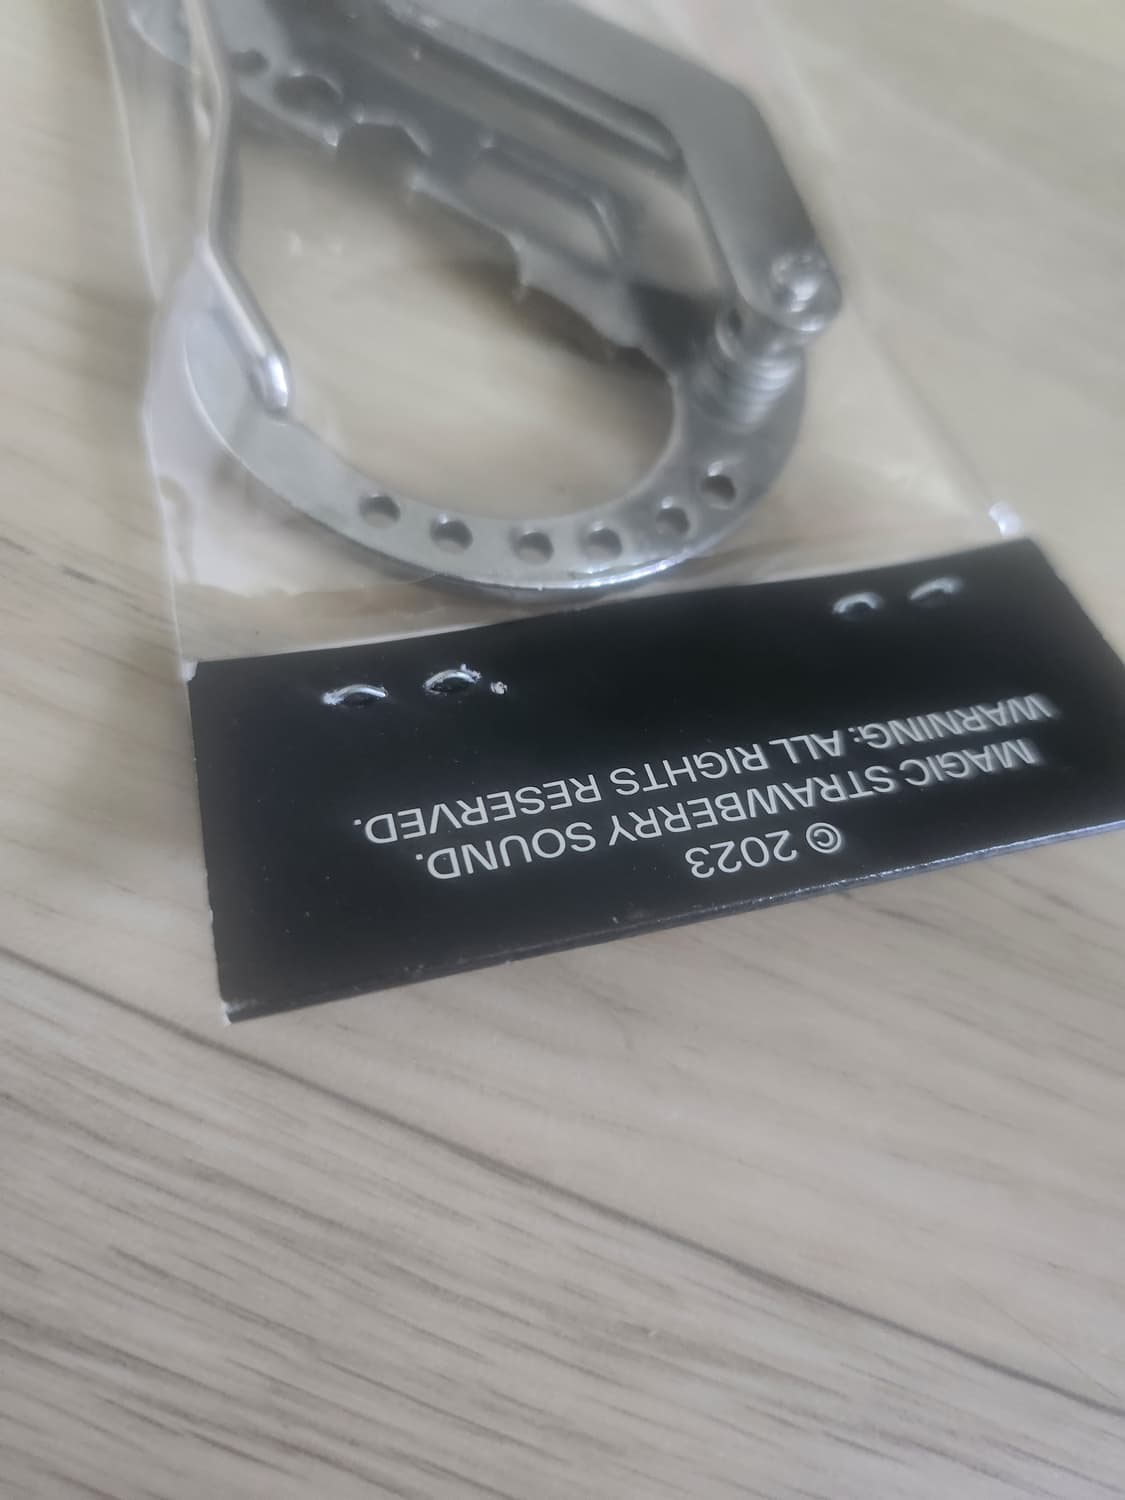 © 2023
MAGIC STRAWBERRY SOUND.
WARNING: ALL RIGHTS RESERVED.